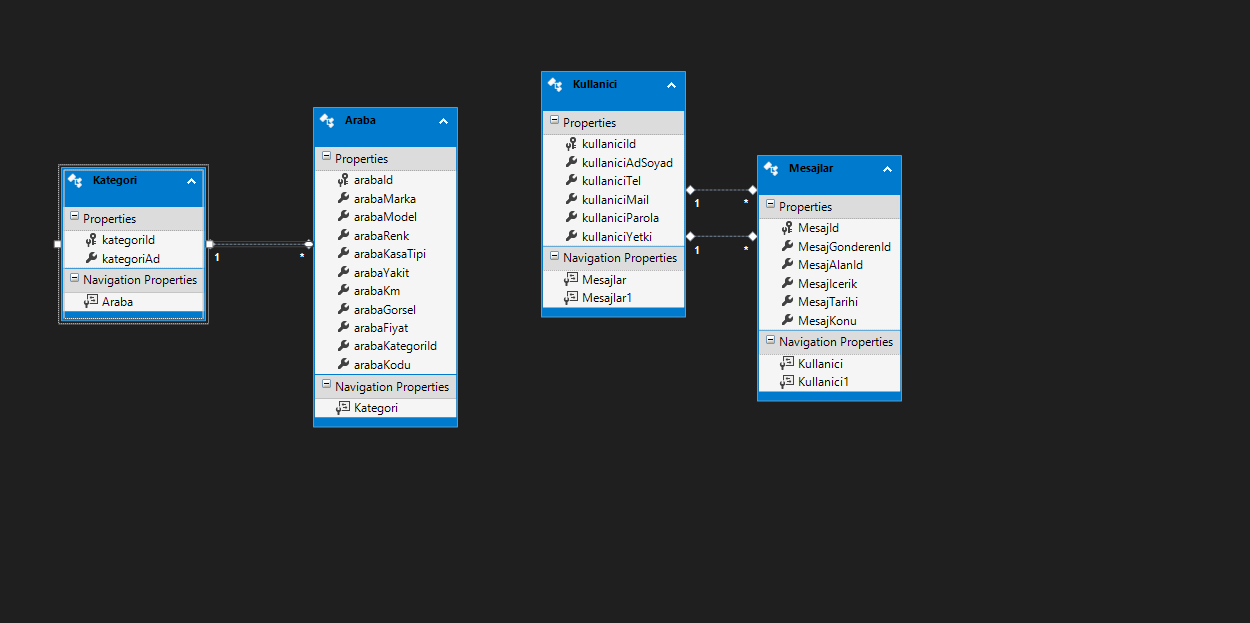 Kategori
Properties
kategoriId
kategoriAd
Navigation Properties
Araba
1
*
Araba
Properties
arabaId
arabaMarka
arabaModel
arabaRenk
arabaKasaTipi
arabaYakit
arabaKm
arabaGorsel
arabaFiyat
arabaKategoriId
arabaKodu
Navigation Properties
Kategori
Kullanici
Properties
kullaniciId
kullaniciAdSoyad
kullaniciTel
kullaniciMail
kullaniciParola
kullaniciYetki
Navigation Properties
Mesajlar
Mesajlar1
1
*
1
*
Mesajlar
Properties
MesajId
MesajGonderenId
MesajAlanId
MesajIcerik
MesajTarihi
MesajKonu
Navigation Properties
Kullanici
Kullanici1